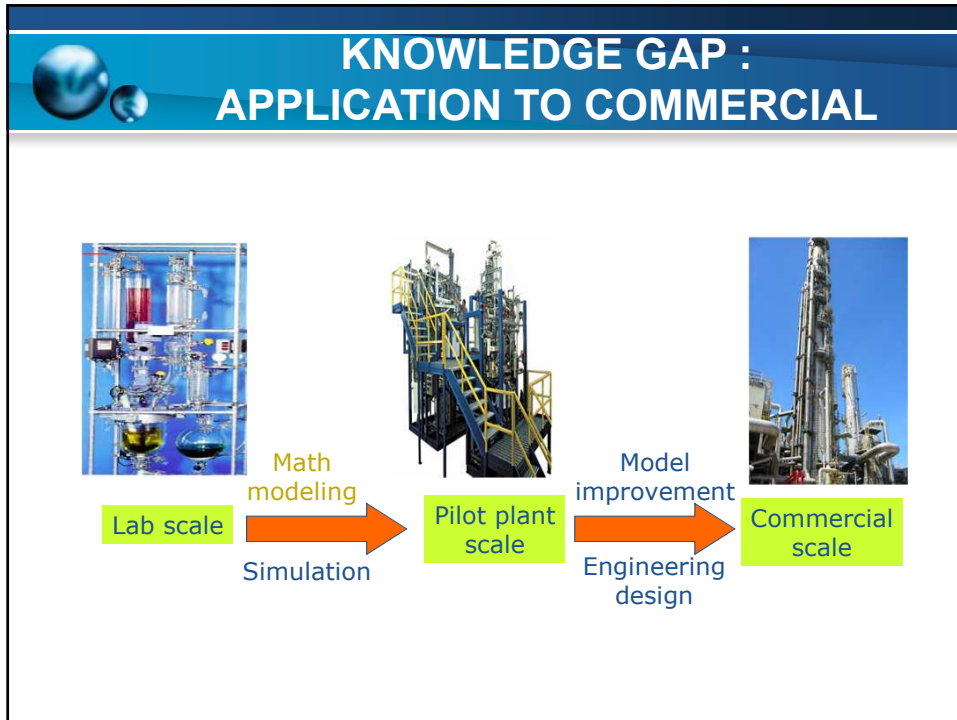 KNOWLEDGE GAP :
APPLICATION TO COMMERCIAL
Math
modeling
Model
improvement
Lab scale
Pilot plant
scale
Commercial
scale
Simulation
Engineering
design